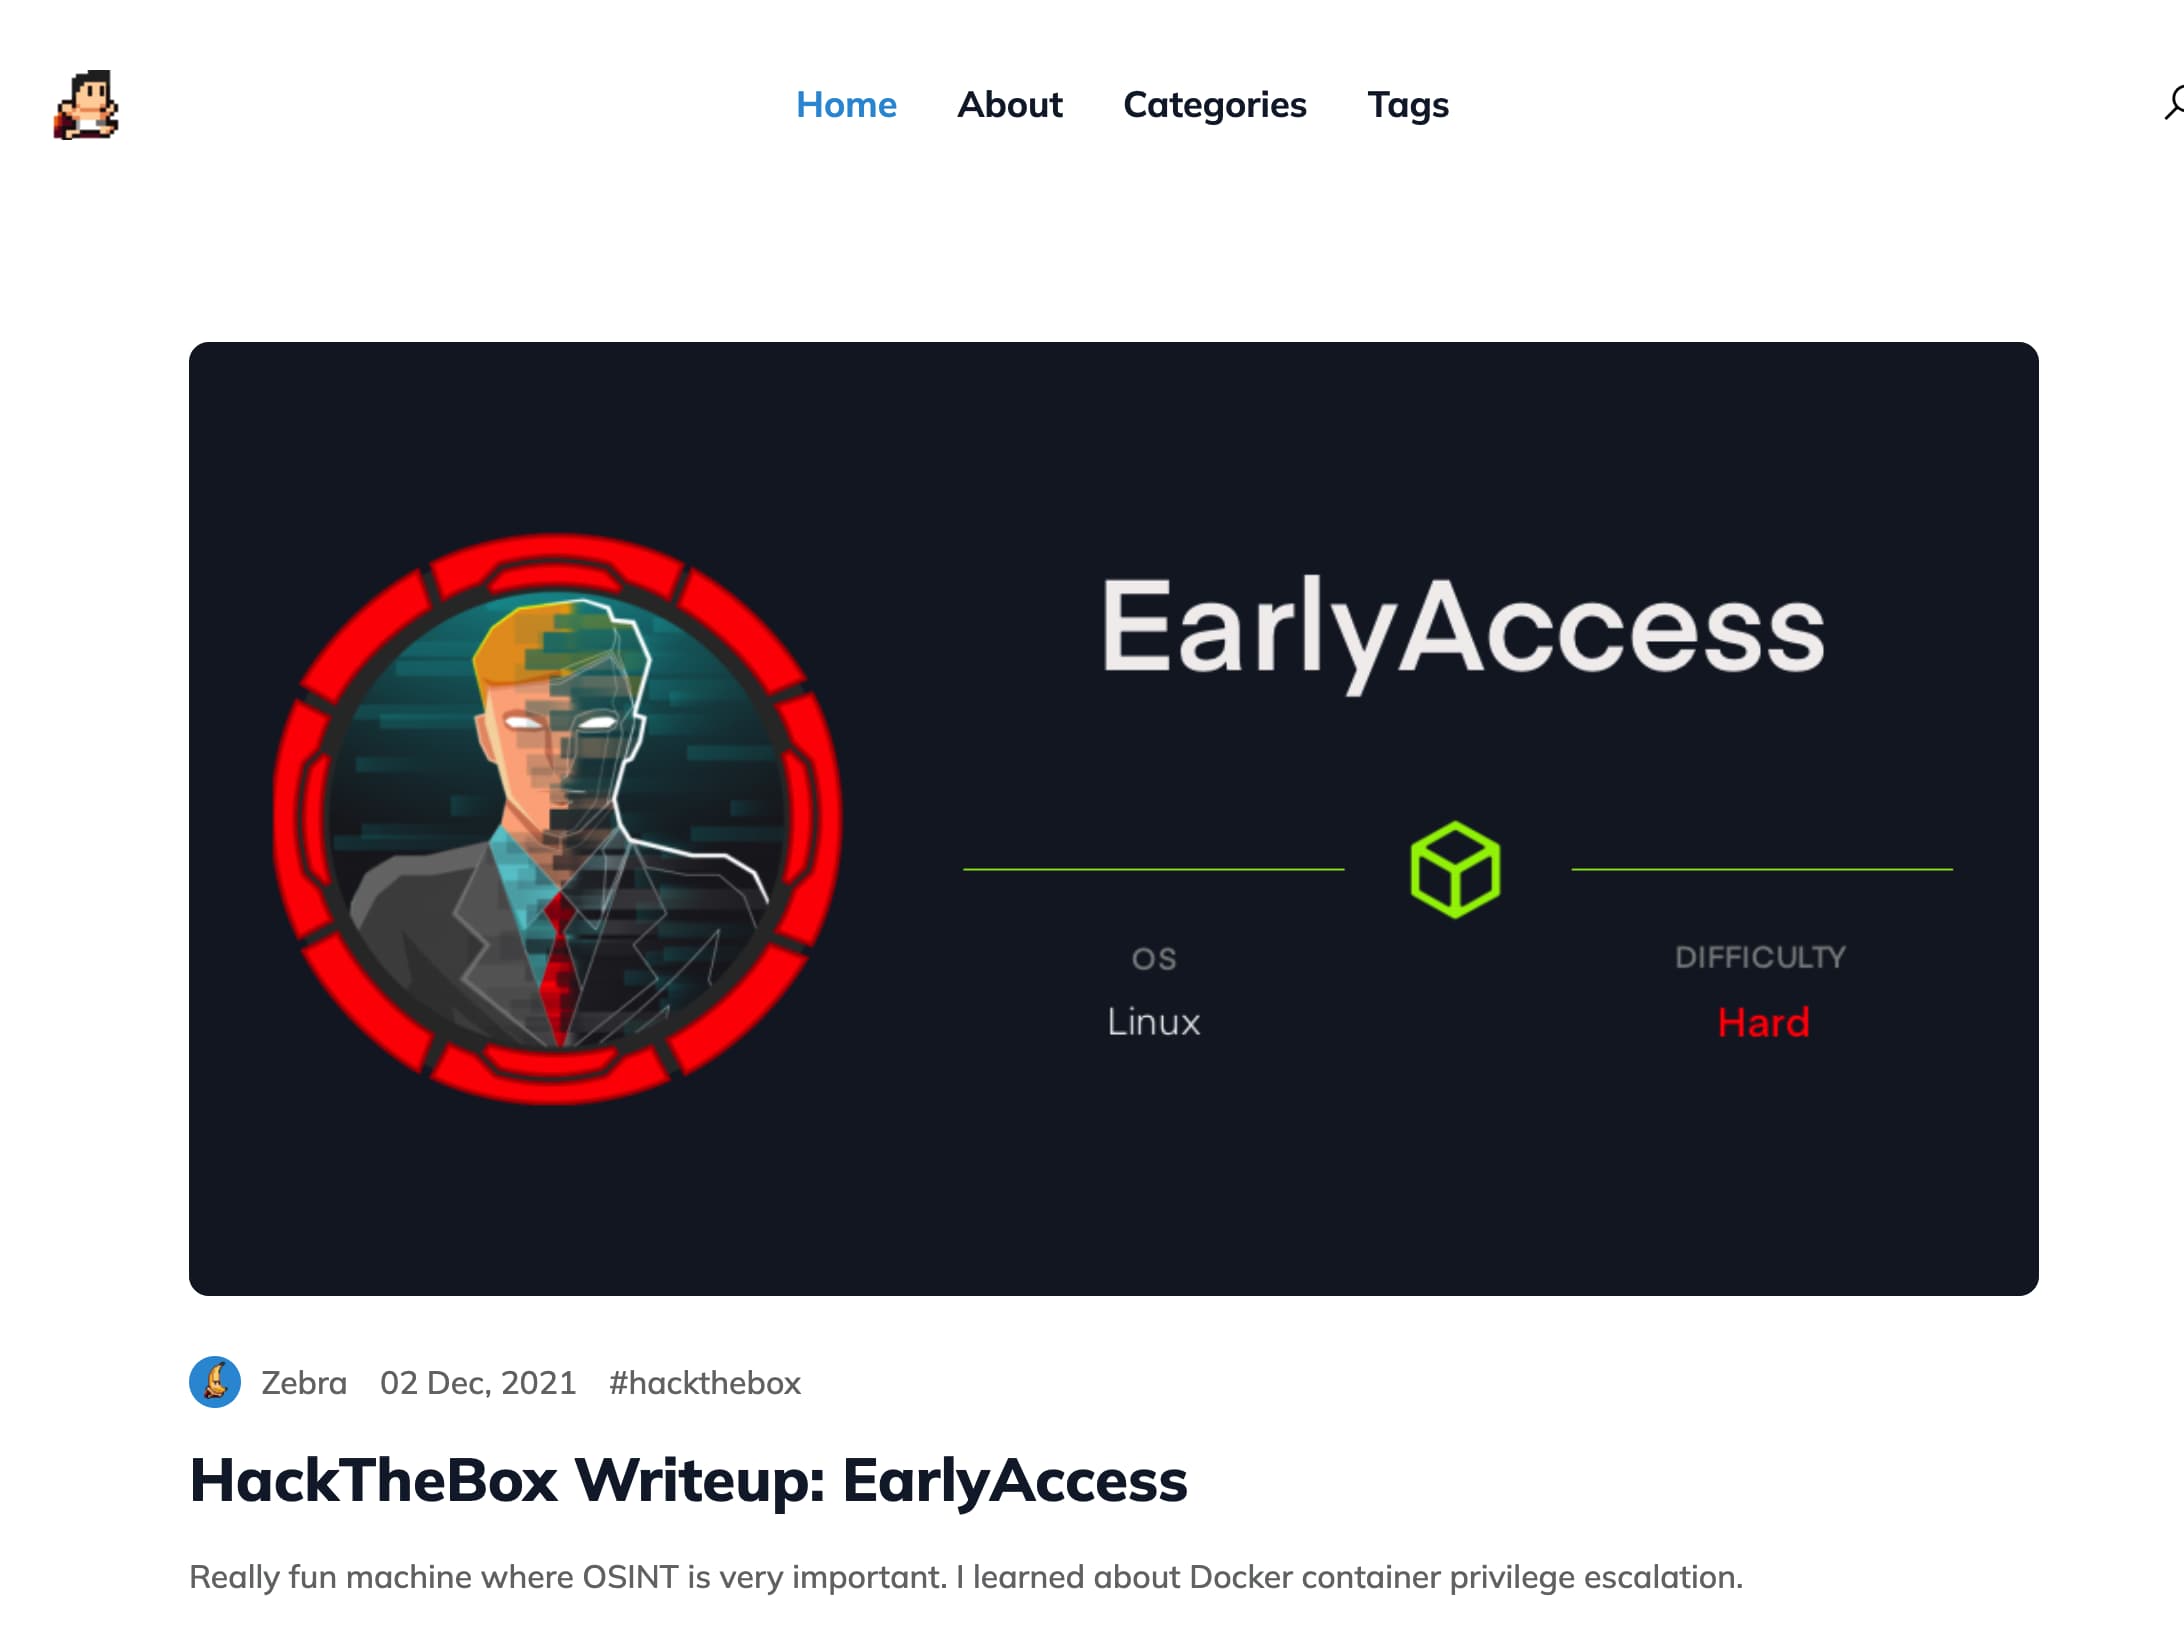 Home About Categories Tags
EarlyAccess
OS DIFFICULTY
Linux Hard
Zebra 02 Dec, 2021 #hackthebox
HackTheBox Writeup: EarlyAccess
Really fun machine where OSINT is very important. I learned about Docker container privilege escalation.